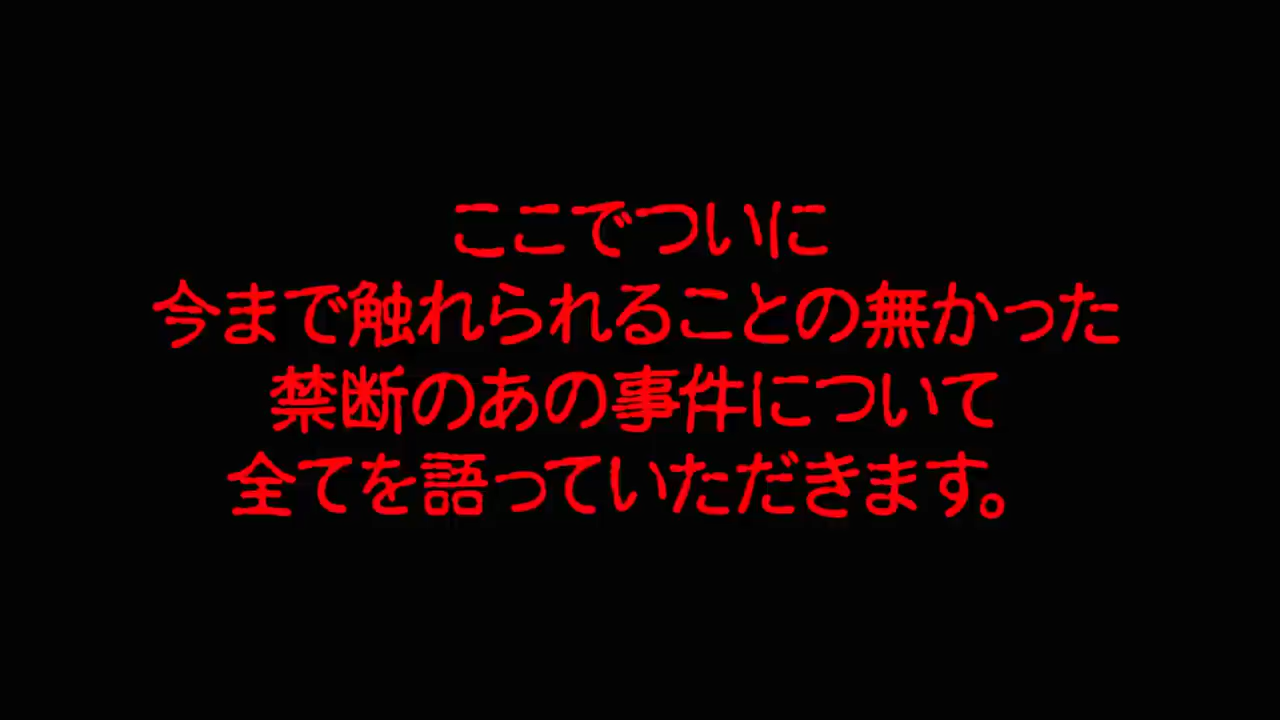 ここでついに
今まで触れられることの無かった
禁断のあの事件について
全てを語っていただきます。